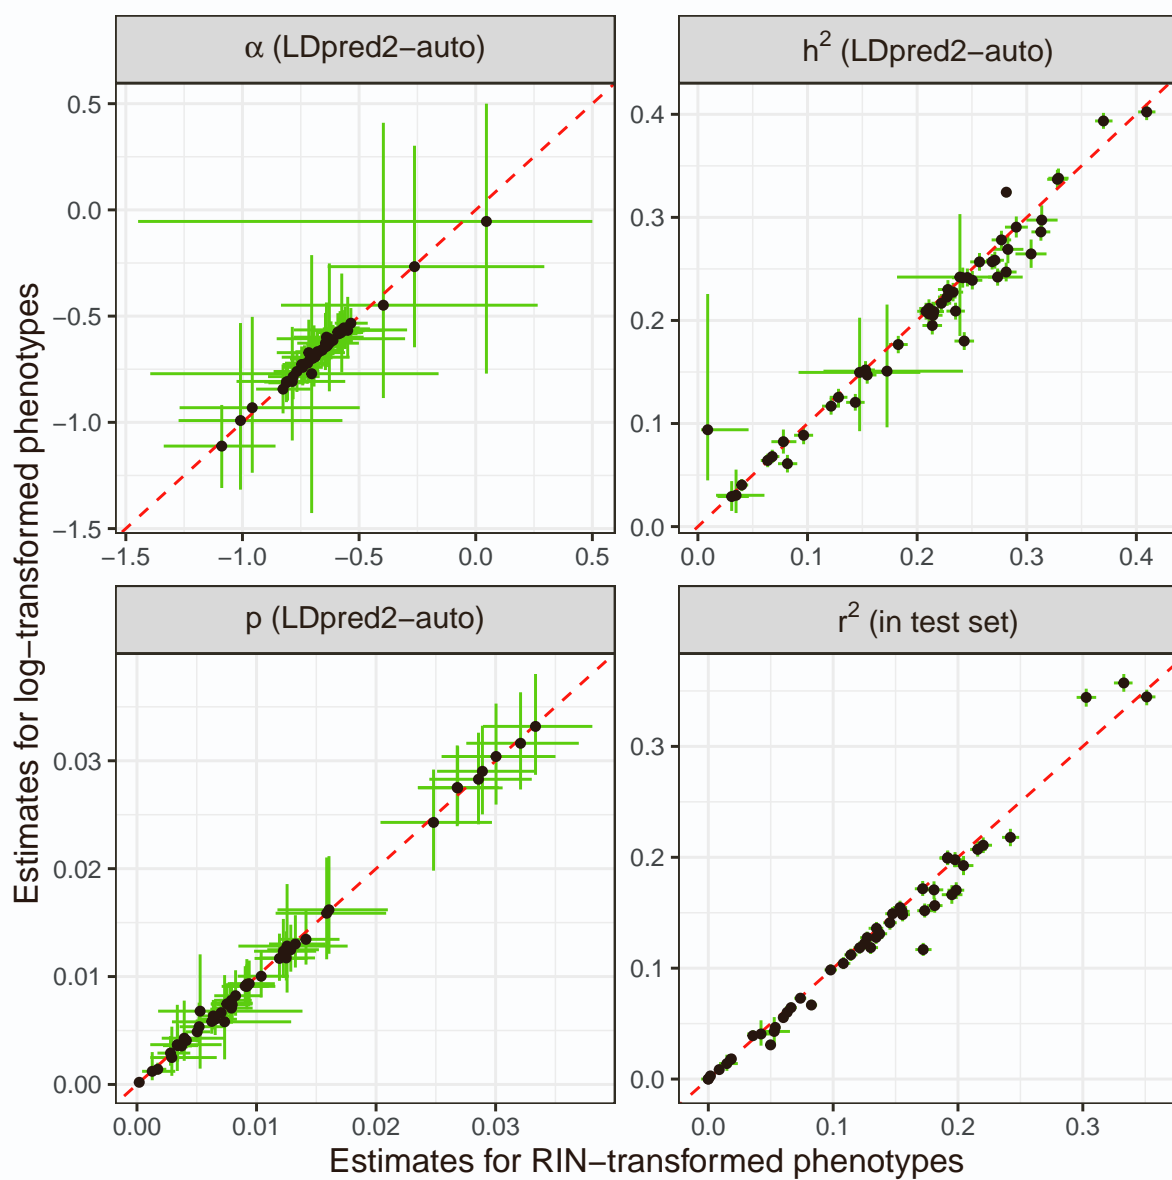 α (LDpred2−auto)
h² (LDpred2−auto)
0.5
0.0
−0.5
−1.0
−1.5
−1.5 −1.0 −0.5 0.0 0.5
0.4
0.3
0.2
0.1
0.0
0.0 0.1 0.2 0.3 0.4
p (LDpred2−auto)
r² (in test set)
0.03
0.02
0.01
0.00
0.00 0.01 0.02 0.03
0.3
0.2
0.1
0.0
0.0 0.1 0.2 0.3
Estimates for log−transformed phenotypes
Estimates for RIN−transformed phenotypes